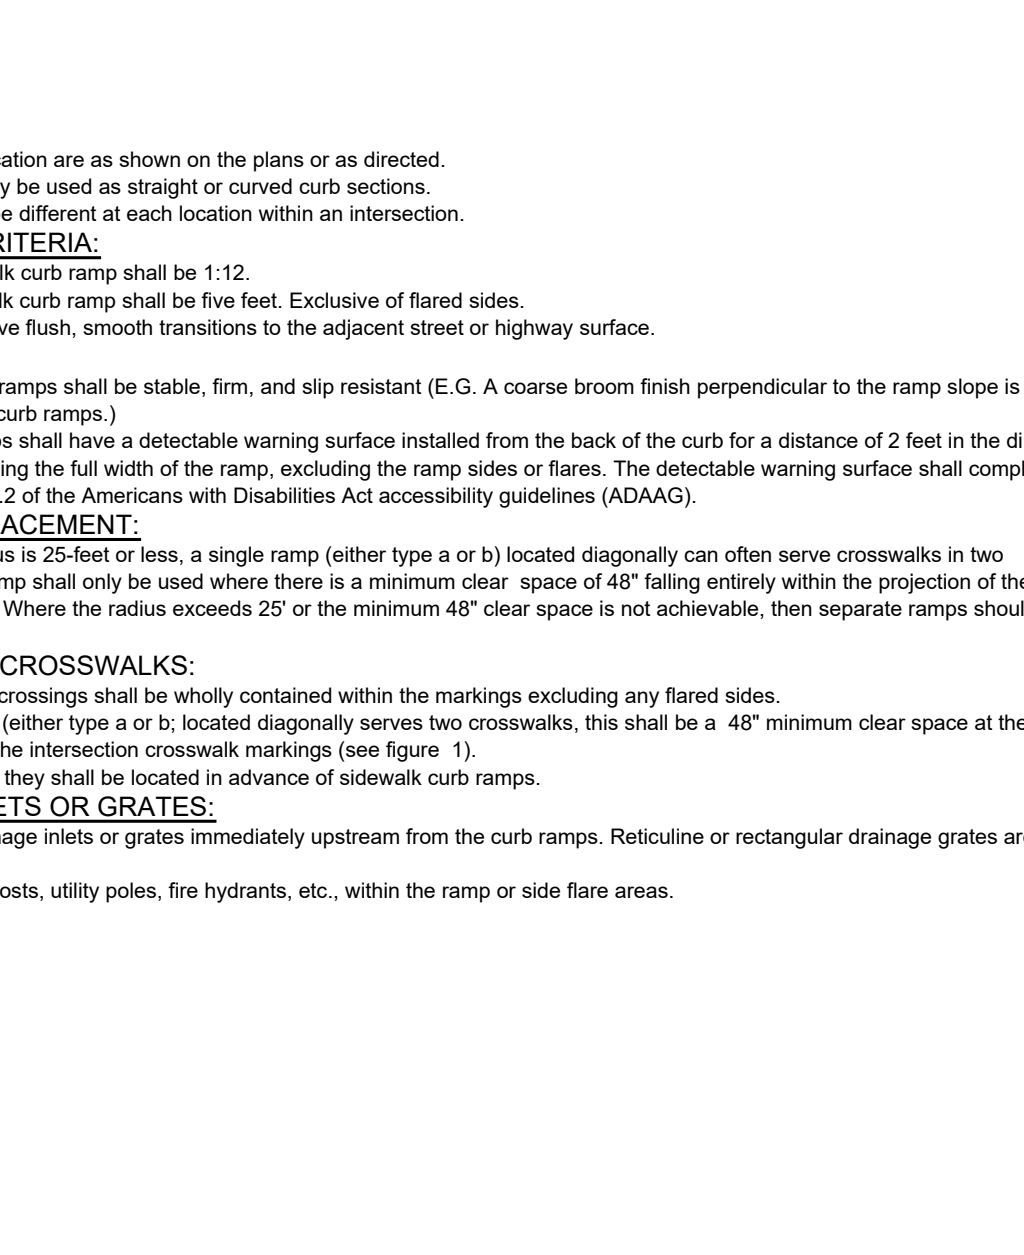 cation are as shown on the plans or as directed.
y be used as straight or curved curb sections.
be different at each location within an intersection.
RITERIA:
lk curb ramp shall be 1:12.
lk curb ramp shall be five feet. Exclusive of flared sides.
ve flush, smooth transitions to the adjacent street or highway surface.
ramps shall be stable, firm, and slip resistant (E.G. A coarse broom finish perpendicular to the ramp slope is
curb ramps.)
ps shall have a detectable warning surface installed from the back of the curb for a distance of 2 feet in the di
ing the full width of the ramp, excluding the ramp sides or flares. The detectable warning surface shall compl
.2 of the Americans with Disabilities Act accessibility guidelines (ADAAG).
ACEMENT:
us is 25-feet or less, a single ramp (either type a or b) located diagonally can often serve crosswalks in two
mp shall only be used where there is a minimum clear  space of 48" falling entirely within the projection of the
Where the radius exceeds 25' or the minimum 48" clear space is not achievable, then separate ramps shoul
CROSSWALKS:
crossings shall be wholly contained within the markings excluding any flared sides.
(either type a or b; located diagonally serves two crosswalks, this shall be a  48" minimum clear space at the
he intersection crosswalk markings (see figure  1).
they shall be located in advance of sidewalk curb ramps.
ETS OR GRATES:
nage inlets or grates immediately upstream from the curb ramps. Reticuline or rectangular drainage grates are
osts, utility poles, fire hydrants, etc., within the ramp or side flare areas.